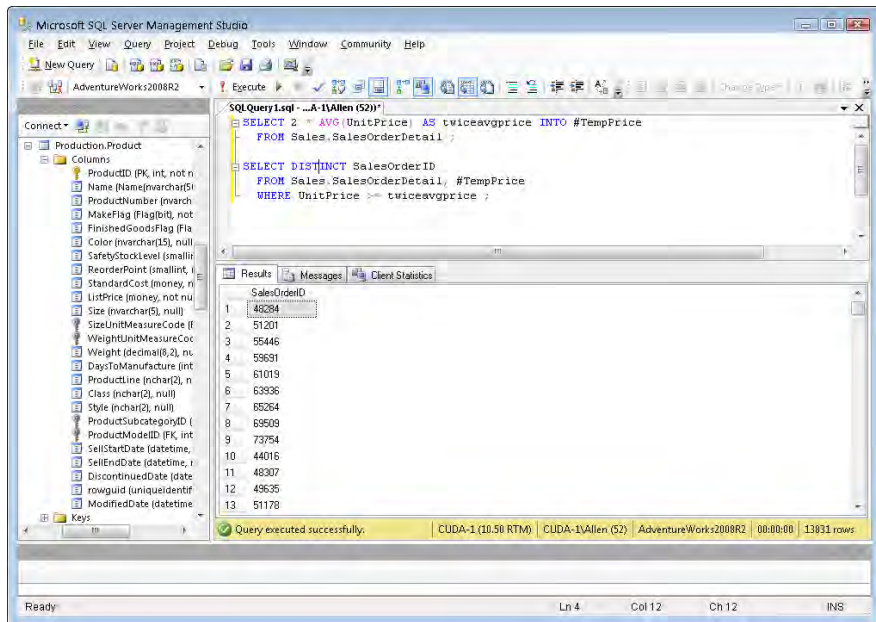 Microsoft SQL Server Management Studio
File Edit View Query Project Debug Tools Window Community Help
New Query
AdventureWorks2008R2 Execute
SQLQuery1.sql - ...A-1\Allen (52))*
Connect
SELECT 2 * AVG(UnitPrice) AS twiceavgprice INTO #TempPrice
FROM Sales.SalesOrderDetail ;
SELECT DISTINCT SalesOrderID
FROM Sales.SalesOrderDetail, #TempPrice
WHERE UnitPrice >= twiceavgprice ;
Production.Product
Columns
ProductID (PK, int, not n
Name (Name(nvarchar(5
ProductNumber (nvarch
MakeFlag (Flag(bit), not
FinishedGoodsFlag (Fla
Color (nvarchar(15), null
SafetyStockLevel (smallin
ReorderPoint (smallint,
StandardCost (money, n
ListPrice (money, not nu
Size (nvarchar(5), null)
SizeUnitMeasureCode (
WeightUnitMeasureCoc
Weight (decimal(8,2), nu
DaysToManufacture (int
ProductLine (nchar(2), n
Class (nchar(2), null)
Style (nchar(2), null)
ProductSubcategoryID (
ProductModelID (FK, int
SellStartDate (datetime,
SellEndDate (datetime,
DiscontinuedDate (date
rowguid (uniqueidentif
ModifiedDate (datetime
Keys
Results Messages Client Statistics
SalesOrderID
1 48284
2 51201
3 55446
4 59691
5 61019
6 63936
7 65264
8 69509
9 73754
10 44016
11 48307
12 49635
13 51178
Query executed successfully. CUDA-1 (10.50 RTM) CUDA-1\Allen (52) AdventureWorks2008R2 00:00:00 13831 rows
Ready Ln 4 Col 12 Ch 12 INS